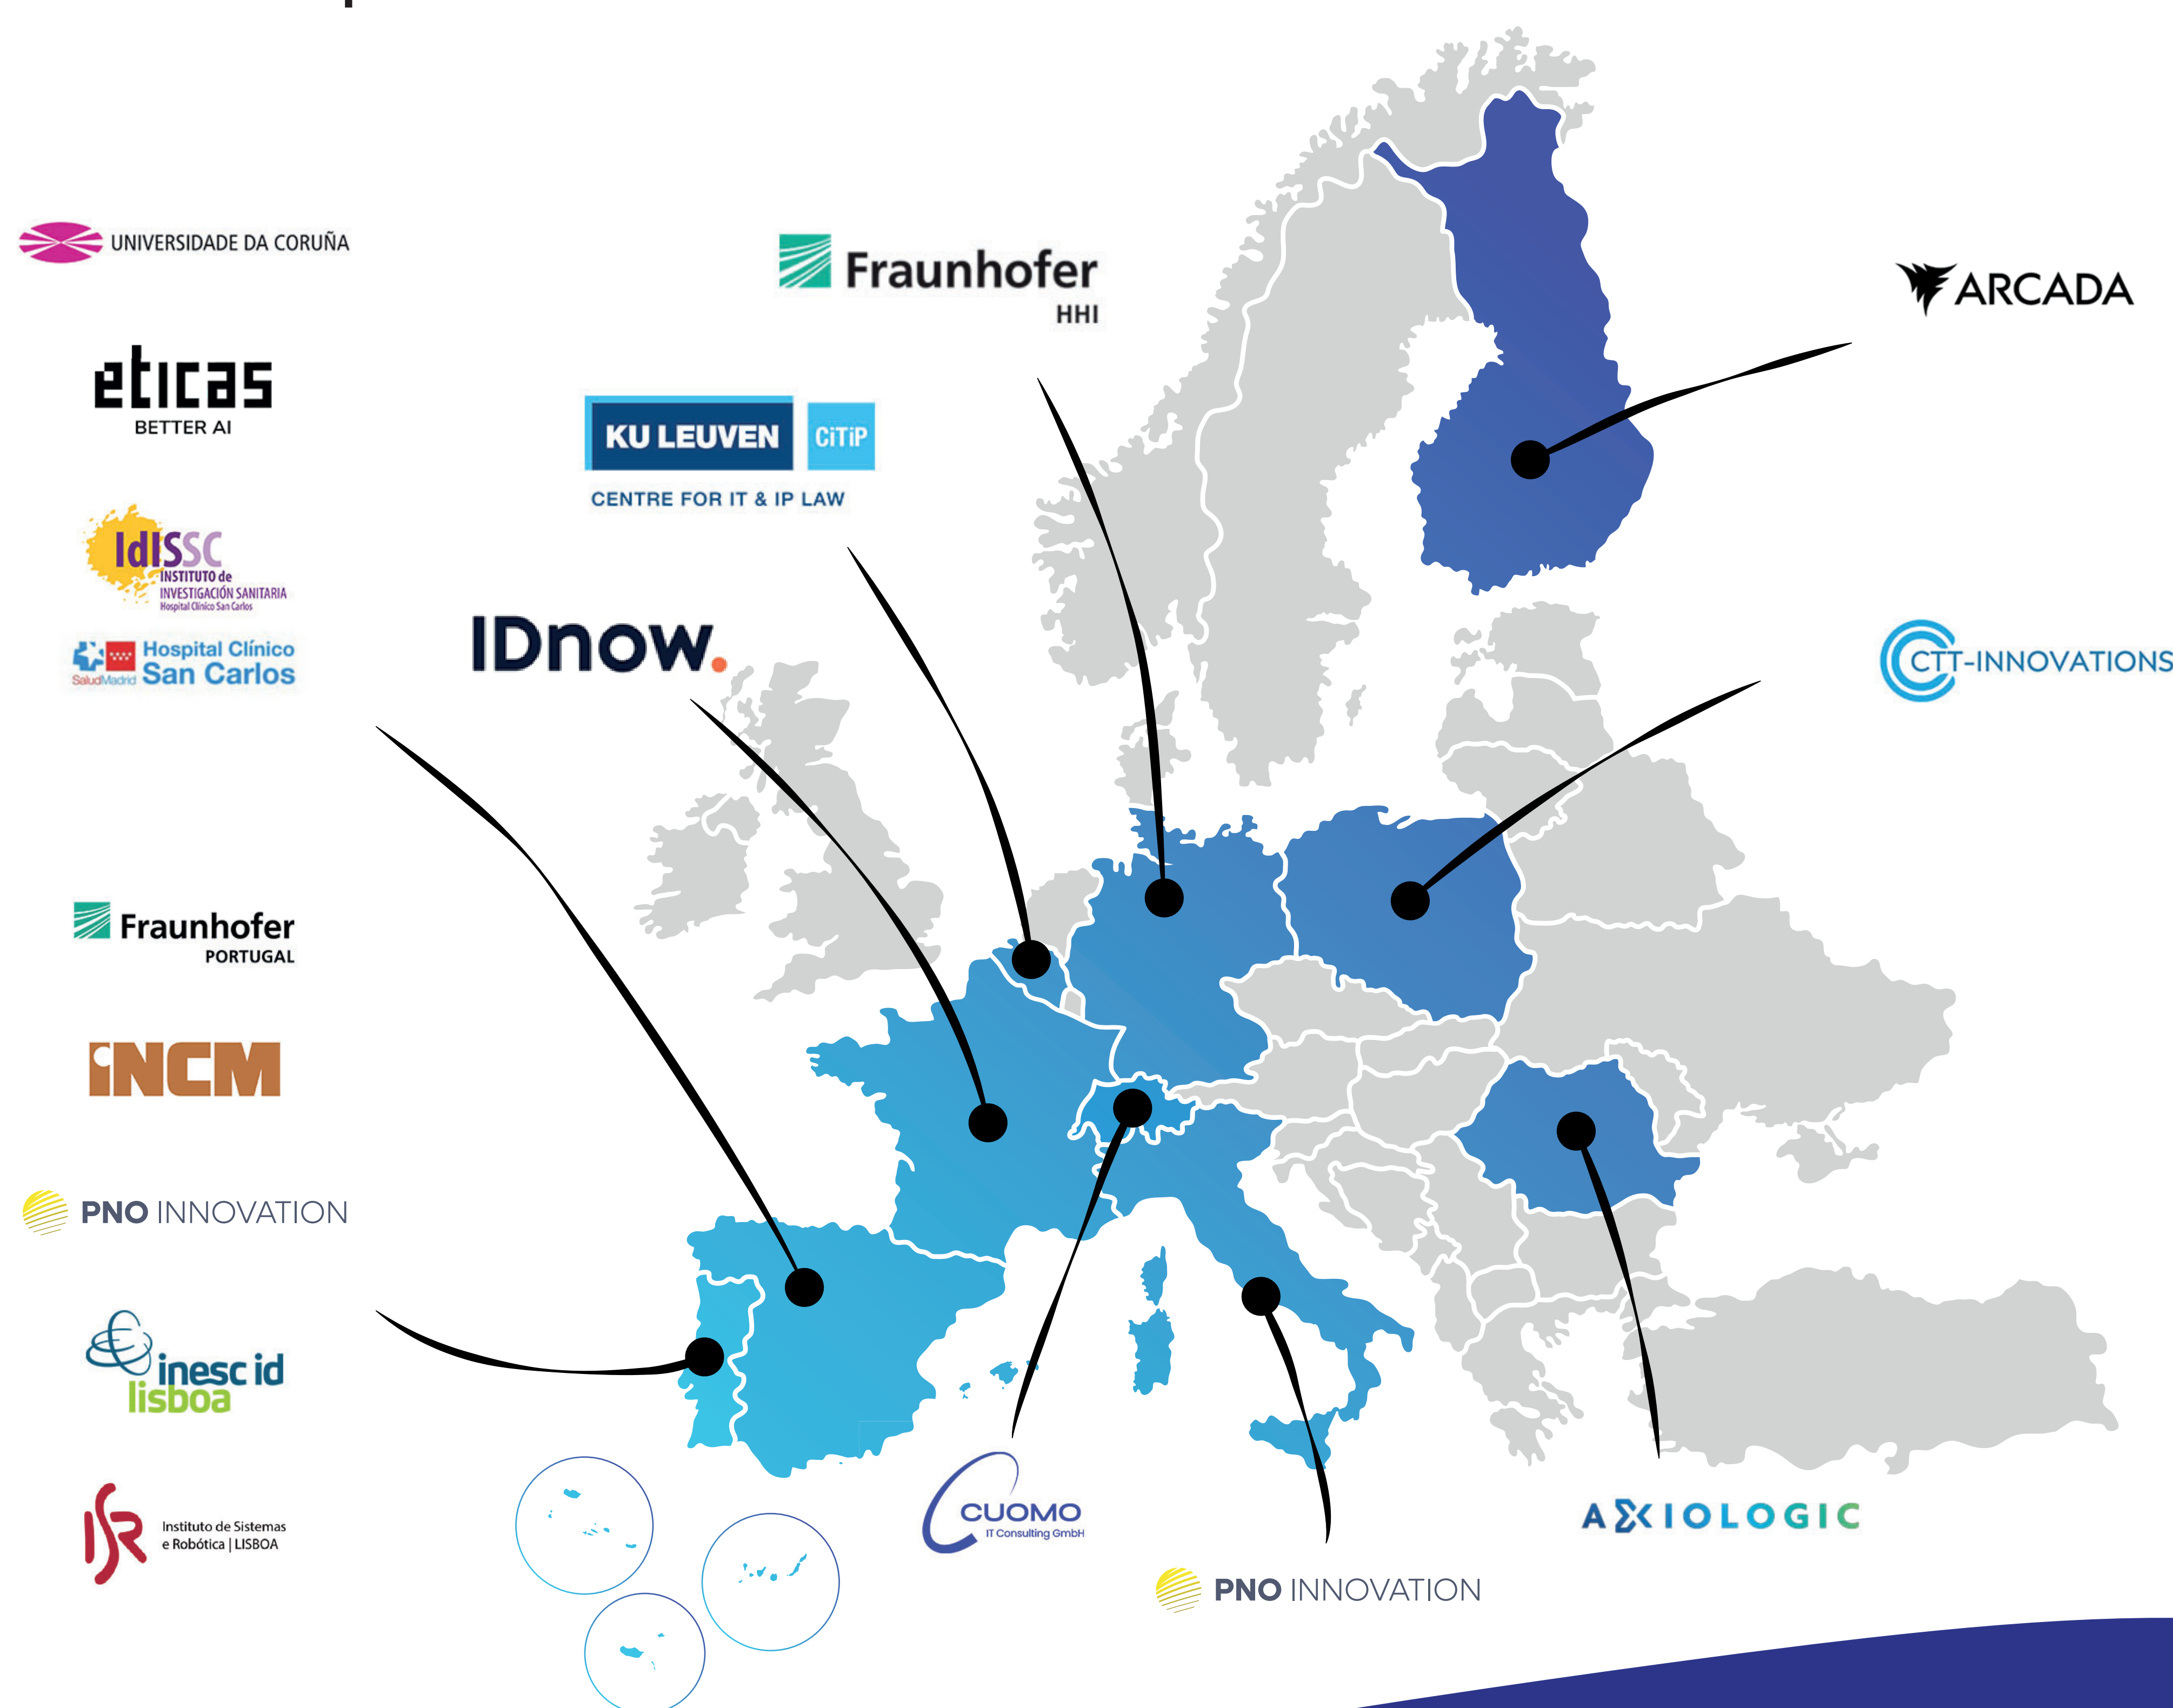 UNIVERSIDADE DA CORUÑA
eticas
BETTER AI
IdISSC
INSTITUTO de
INVESTIGACIÓN SANITARIA
Hospital Clínico San Carlos
Hospital Clínico
SaludMadrid San Carlos
Fraunhofer
PORTUGAL
INCM
PNO INNOVATION
inesc id
lisboa
ISR
Instituto de Sistemas
e Robótica | LISBOA
Fraunhofer
HHI
KU LEUVEN CiTiP
CENTRE FOR IT & IP LAW
IDnow.
ARCADA
CTT-INNOVATIONS
CUOMO
IT Consulting GmbH
PNO INNOVATION
AXIOLOGIC